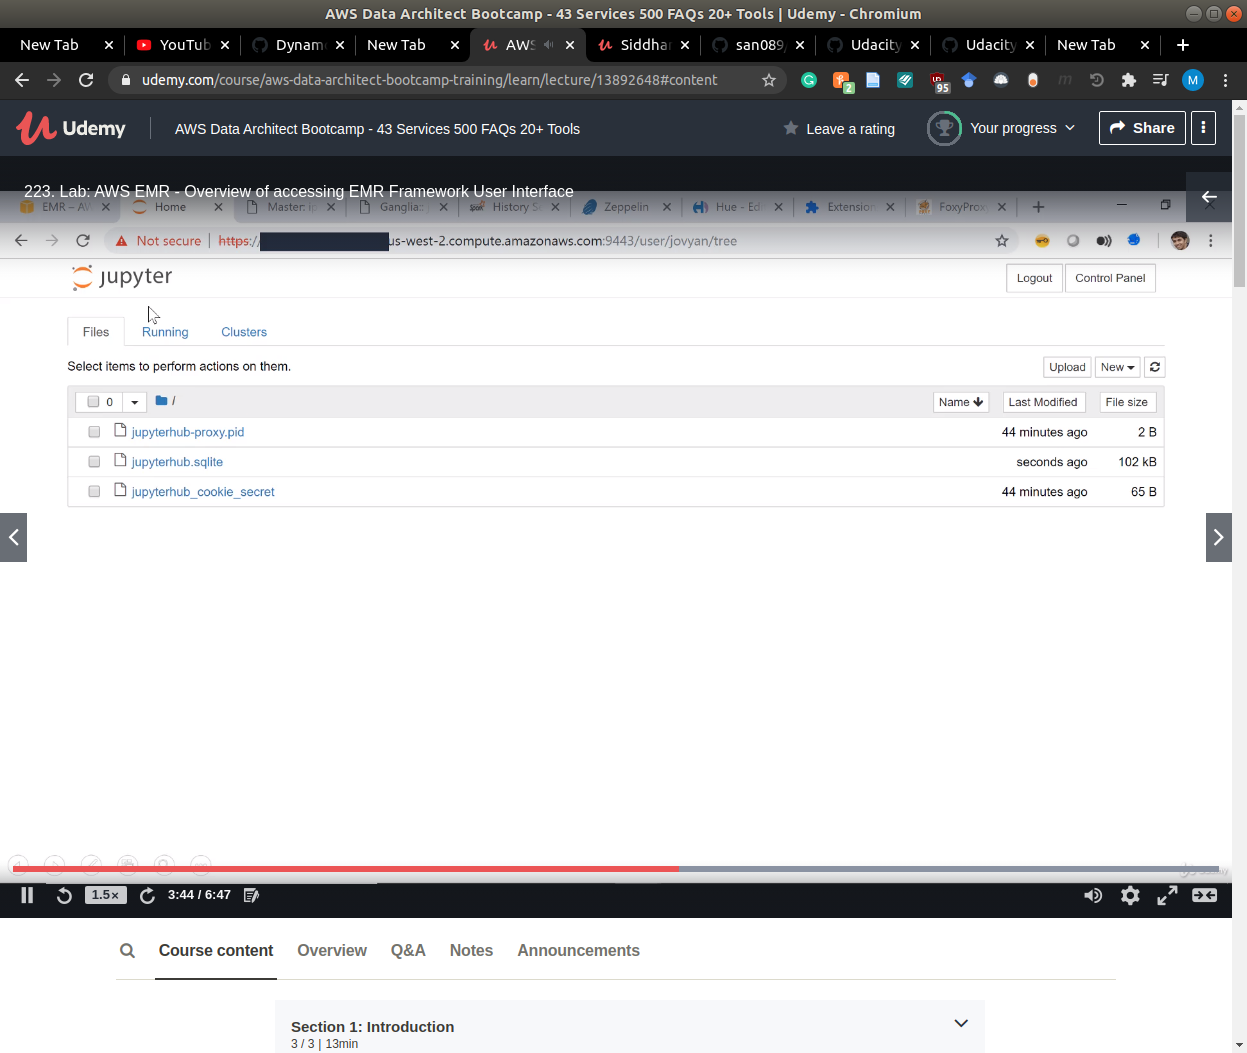 AWS Data Architect Bootcamp - 43 Services 500 FAQs 20+ Tools | Udemy - Chromium
New Tab YouTub Dynam New Tab AWS Siddha san089 Udacity Udacity New Tab
udemy.com/course/aws-data-architect-bootcamp-training/learn/lecture/13892648#content 2 95 M
Udemy AWS Data Architect Bootcamp - 43 Services 500 FAQs 20+ Tools Leave a rating Your progress Share
223. Lab: AWS EMR - Overview of accessing EMR Framework User Interface
EMR – AV Home Master: ip Ganglia: History S Zeppelin Hue - Ed Extension FoxyProx
Not secure https:// us-west-2.compute.amazonaws.com:9443/user/jovyan/tree
jupyter Logout Control Panel
Files Running Clusters
Select items to perform actions on them. Upload New
0 / Name Last Modified File size
jupyterhub-proxy.pid 44 minutes ago 2 B
jupyterhub.sqlite seconds ago 102 kB
jupyterhub_cookie_secret 44 minutes ago 65 B
1.5× 3:44 / 6:47
Course content Overview Q&A Notes Announcements
Section 1: Introduction
3 / 3 | 13min